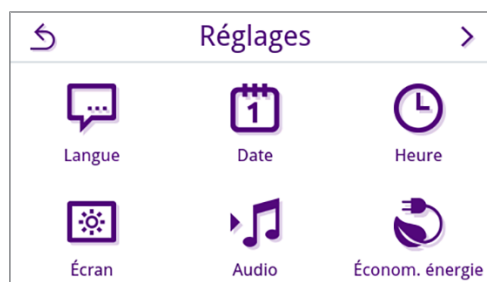 Réglages
1
Langue
Date
Heure
Écran
Audio
Économ. énergie